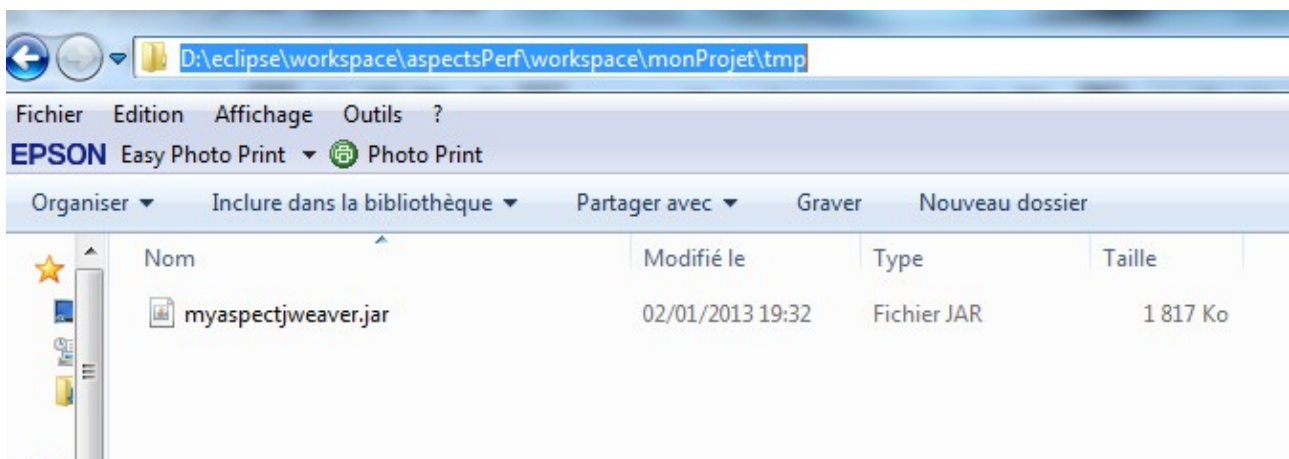 D:\eclipse\workspace\aspectsPerf\workspace\monProjet\tmp
Fichier Edition Affichage Outils ?
EPSON Easy Photo Print Photo Print
Organiser Inclure dans la bibliothèque Partager avec Graver Nouveau dossier
Nom Modifié le Type Taille
myaspectjweaver.jar 02/01/2013 19:32 Fichier JAR 1 817 Ko